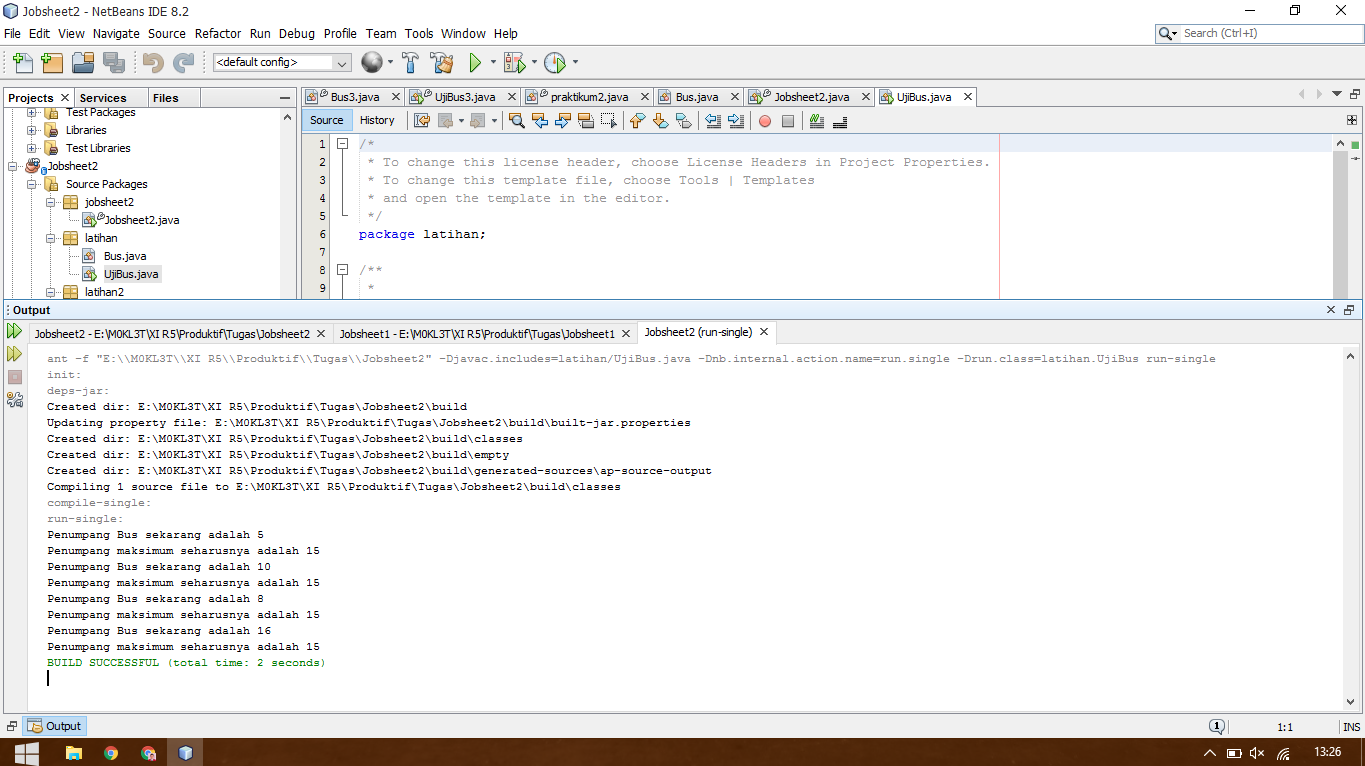 Jobsheet2 - NetBeans IDE 8.2
File Edit View Navigate Source Refactor Run Debug Profile Team Tools Window Help
Search (Ctrl+I)
<default config>
Projects Services Files
Bus3.java UjiBus3.java praktikum2.java Bus.java Jobsheet2.java UjiBus.java
Test Packages
Libraries
Test Libraries
Jobsheet2
Source Packages
jobsheet2
Jobsheet2.java
latihan
Bus.java
UjiBus.java
latihan2
Source History
1 /*
2 * To change this license header, choose License Headers in Project Properties.
3 * To change this template file, choose Tools | Templates
4 * and open the template in the editor.
5 */
6 package latihan;
7
8 /**
9 *
Output
Jobsheet2 - E:\M0KL3T\XI R5\Produktif\Tugas\Jobsheet2 Jobsheet1 - E:\M0KL3T\XI R5\Produktif\Tugas\Jobsheet1 Jobsheet2 (run-single)
ant -f "E:\\M0KL3T\\XI R5\\Produktif\\Tugas\\Jobsheet2" -Djavac.includes=latihan/UjiBus.java -Dnb.internal.action.name=run.single -Drun.class=latihan.UjiBus run-single
init:
deps-jar:
Created dir: E:\M0KL3T\XI R5\Produktif\Tugas\Jobsheet2\build
Updating property file: E:\M0KL3T\XI R5\Produktif\Tugas\Jobsheet2\build\built-jar.properties
Created dir: E:\M0KL3T\XI R5\Produktif\Tugas\Jobsheet2\build\classes
Created dir: E:\M0KL3T\XI R5\Produktif\Tugas\Jobsheet2\build\empty
Created dir: E:\M0KL3T\XI R5\Produktif\Tugas\Jobsheet2\build\generated-sources\ap-source-output
Compiling 1 source file to E:\M0KL3T\XI R5\Produktif\Tugas\Jobsheet2\build\classes
compile-single:
run-single:
Penumpang Bus sekarang adalah 5
Penumpang maksimum seharusnya adalah 15
Penumpang Bus sekarang adalah 10
Penumpang maksimum seharusnya adalah 15
Penumpang Bus sekarang adalah 8
Penumpang maksimum seharusnya adalah 15
Penumpang Bus sekarang adalah 16
Penumpang maksimum seharusnya adalah 15
BUILD SUCCESSFUL (total time: 2 seconds)
Output
1
1:1
INS
13:26